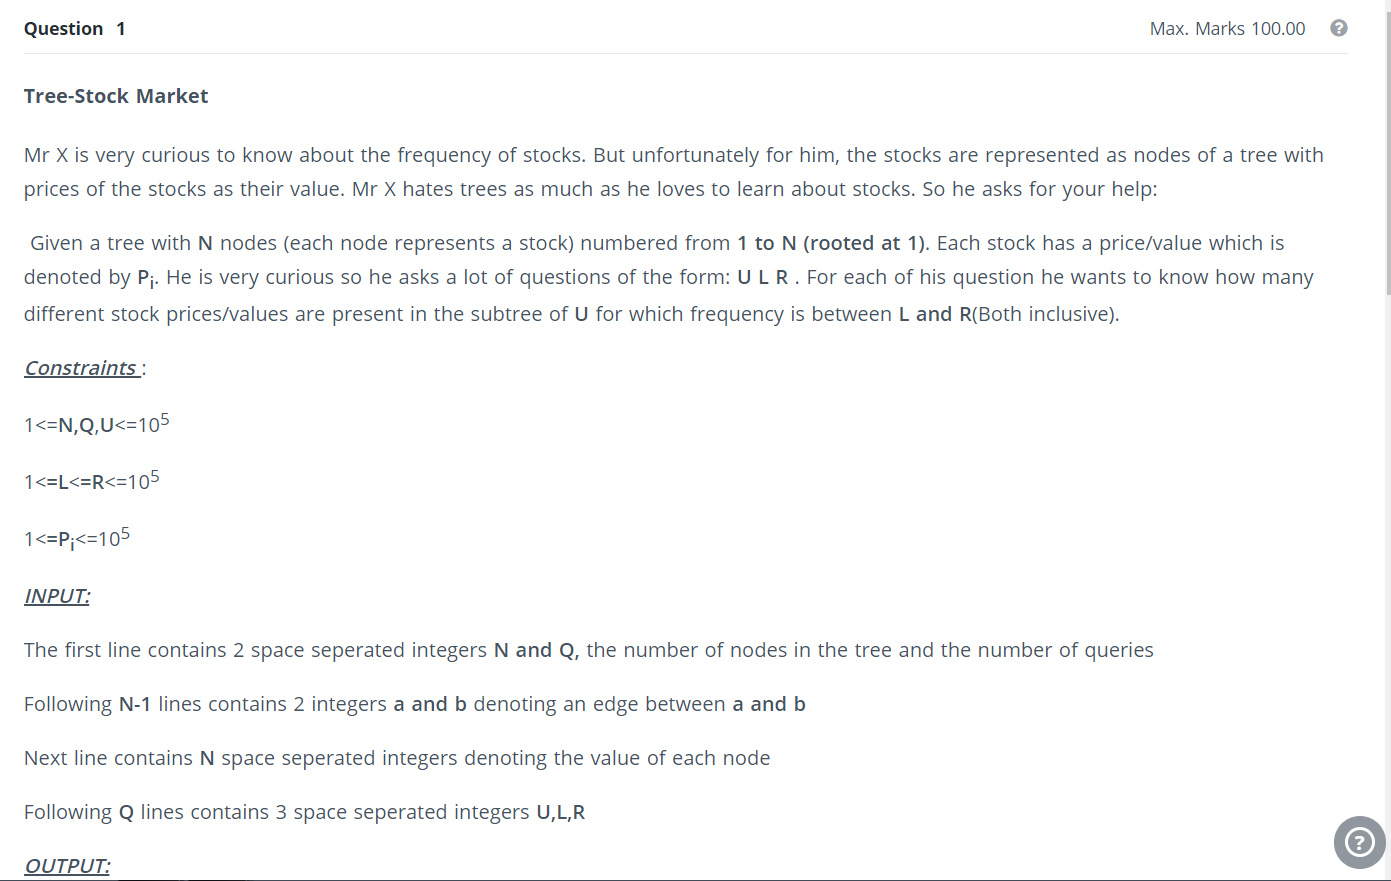 Question 1
Max. Marks 100.00
?
Tree-Stock Market
Mr X is very curious to know about the frequency of stocks. But unfortunately for him, the stocks are represented as nodes of a tree with
prices of the stocks as their value. Mr X hates trees as much as he loves to learn about stocks. So he asks for your help:
Given a tree with N nodes (each node represents a stock) numbered from 1 to N (rooted at 1). Each stock has a price/value which is
denoted by Pi. He is very curious so he asks a lot of questions of the form: U L R . For each of his question he wants to know how many
different stock prices/values are present in the subtree of U for which frequency is between L and R(Both inclusive).
Constraints :
1<=N,Q,U<=10^5
1<=L<=R<=10^5
1<=Pi<=10^5
INPUT:
The first line contains 2 space seperated integers N and Q, the number of nodes in the tree and the number of queries
Following N-1 lines contains 2 integers a and b denoting an edge between a and b
Next line contains N space seperated integers denoting the value of each node
Following Q lines contains 3 space seperated integers U,L,R
?
OUTPUT: